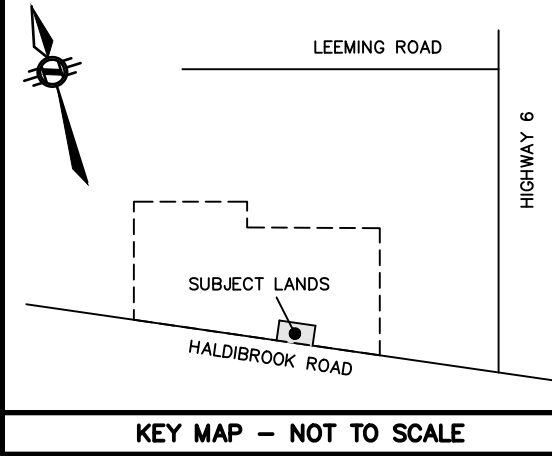 LEEMING ROAD
HIGHWAY 6
SUBJECT LANDS
HALDIBROOK ROAD
KEY MAP – NOT TO SCALE